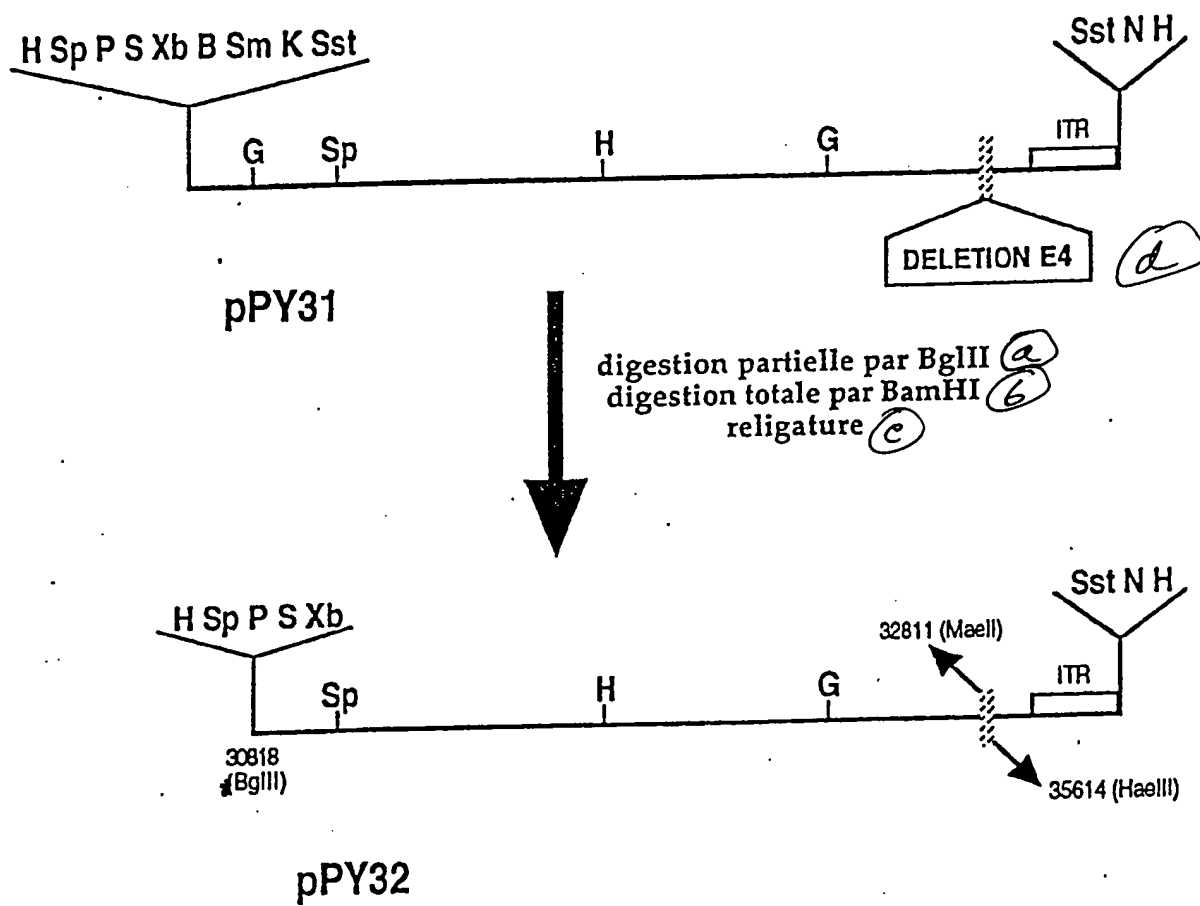 H Sp P S Xb B Sm K Sst
Sst N H
G Sp H G ITR
DELETION E4 d
pPY31
digestion partielle par BglII a
digestion totale par BamHI b
religature c
H Sp P S Xb
Sst N H
32811 (MaeII)
Sp H G ITR
30818
(BglII)
35614 (HaeIII)
pPY32